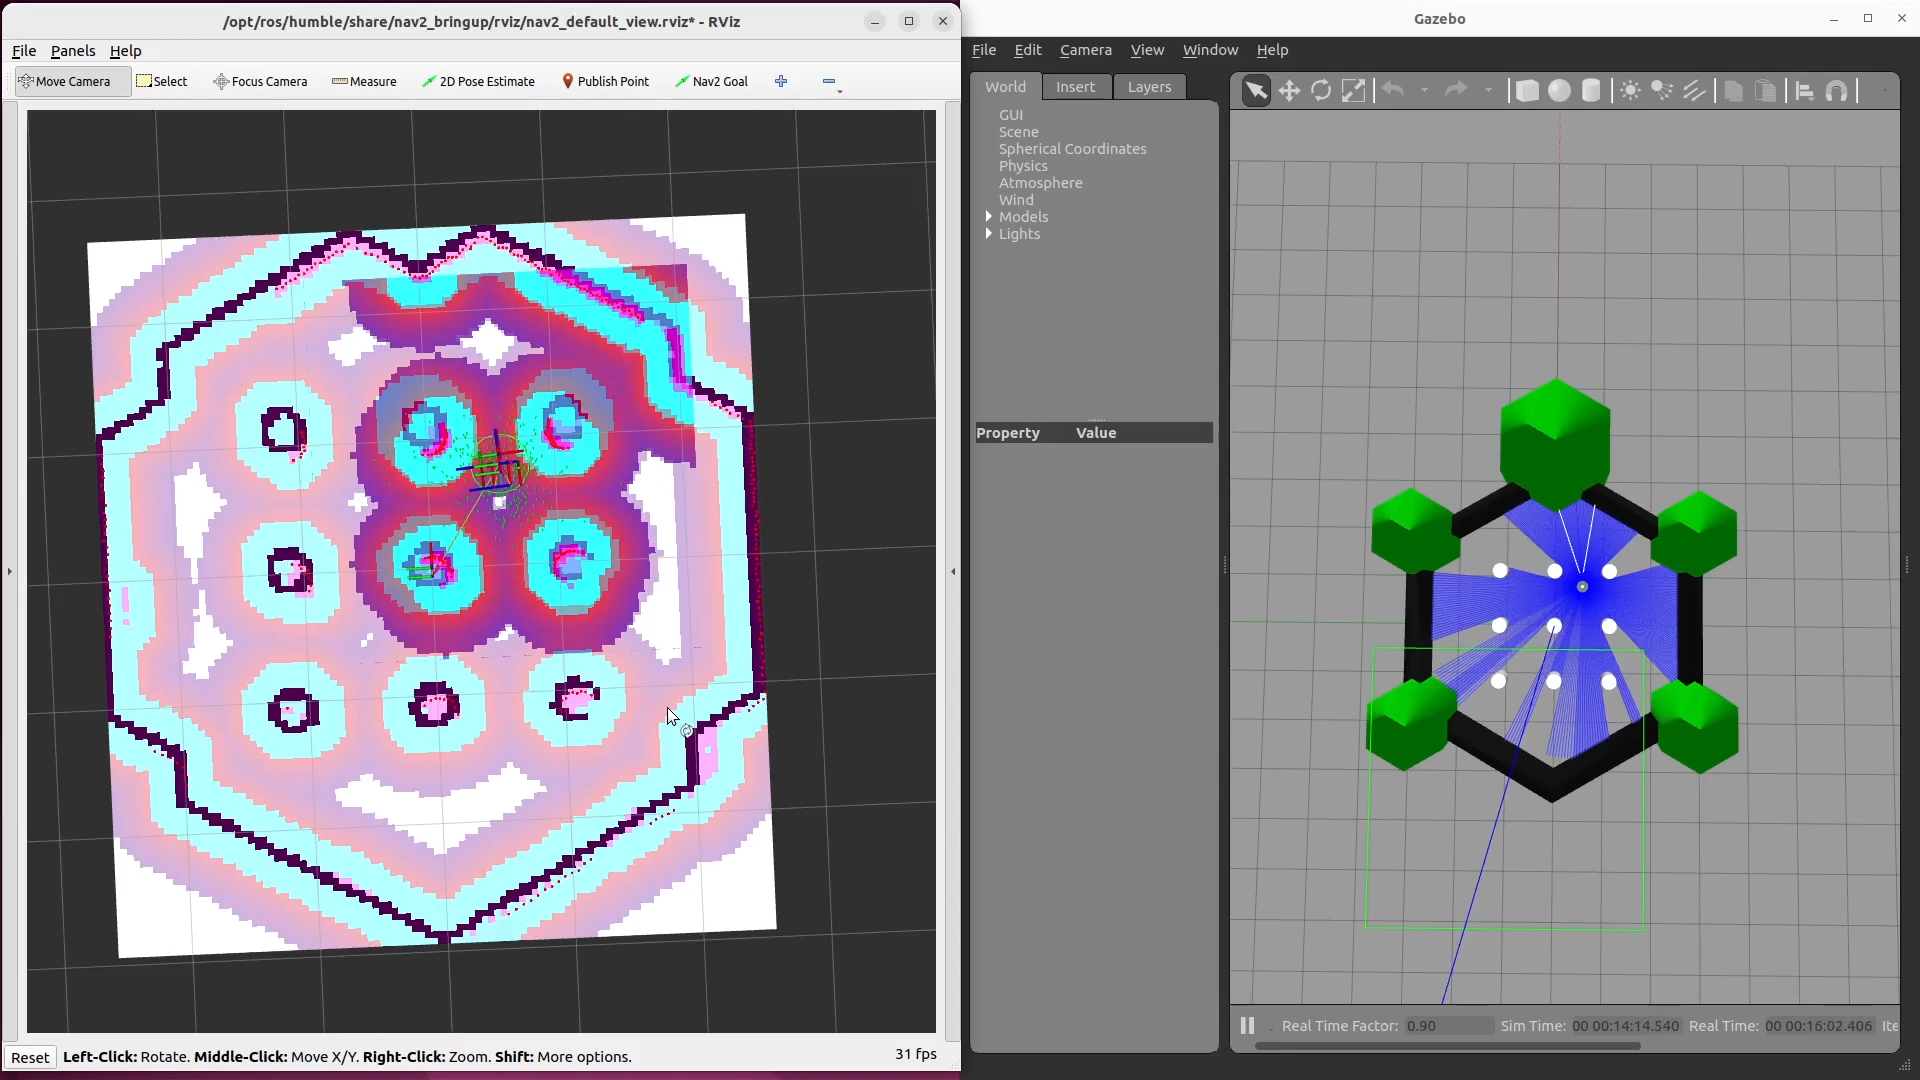 /opt/ros/humble/share/nav2_bringup/rviz/nav2_default_view.rviz* - RViz
File Panels Help
Move Camera Select Focus Camera Measure 2D Pose Estimate Publish Point Nav2 Goal
Reset Left-Click: Rotate. Middle-Click: Move X/Y. Right-Click: Zoom. Shift: More options. 31 fps
Gazebo
File Edit Camera View Window Help
World Insert Layers
GUI
Scene
Spherical Coordinates
Physics
Atmosphere
Wind
Models
Lights
Property Value
Real Time Factor: 0.90 Sim Time: 00 00:14:14.540 Real Time: 00 00:16:02.406 Ite